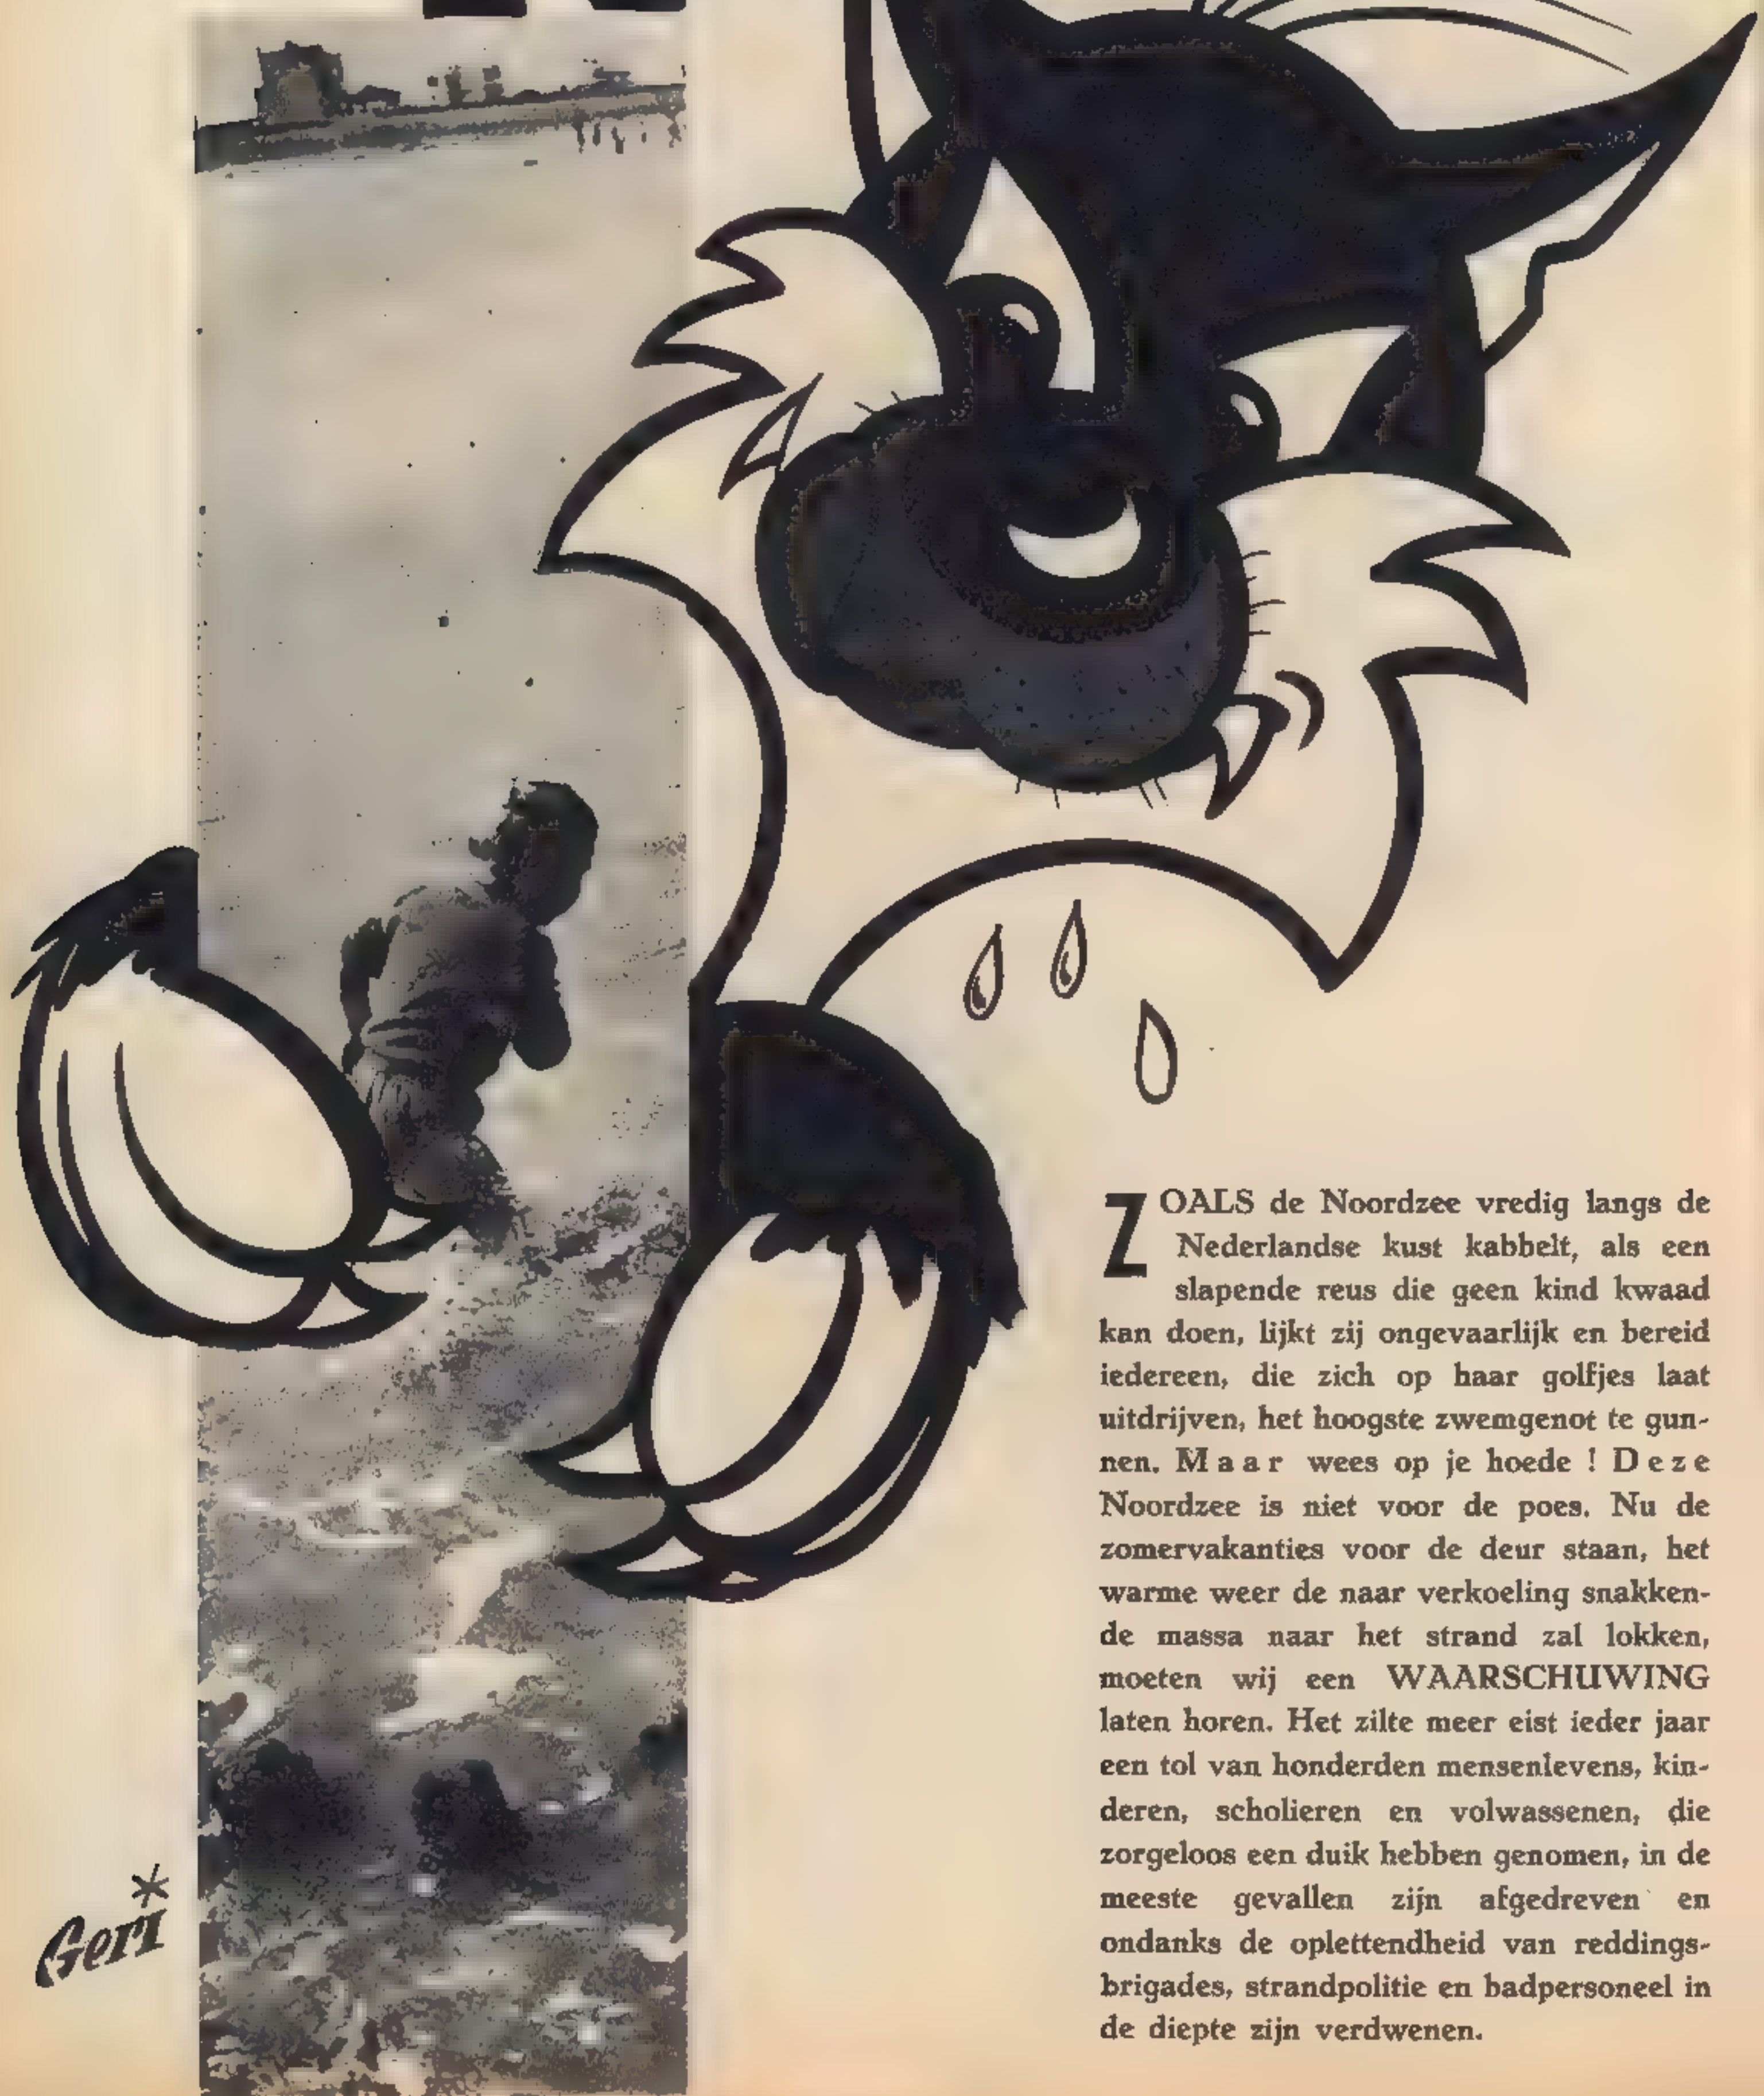 ZOALS de Noordzee vredig langs de
Nederlandse kust kabbelt, als een
slapende reus die geen kind kwaad
kan doen, lijkt zij ongevaarlijk en bereid
iedereen, die zich op haar golfjes laat
uitdrijven, het hoogste zwemgenot te gun-
nen. Maar wees op je hoede ! Deze
Noordzee is niet voor de poes. Nu de
zomervakanties voor de deur staan, het
warme weer de naar verkoeling snakken-
de massa naar het strand zal lokken,
moeten wij een WAARSCHUWING
laten horen. Het zilte meer eist ieder jaar
een tol van honderden mensenlevens, kin-
deren, scholieren en volwassenen, die
zorgeloos een duik hebben genomen, in de
meeste gevallen zijn afgedreven en
ondanks de oplettendheid van reddings-
brigades, strandpolitie en badpersoneel in
de diepte zijn verdwenen.
Geri